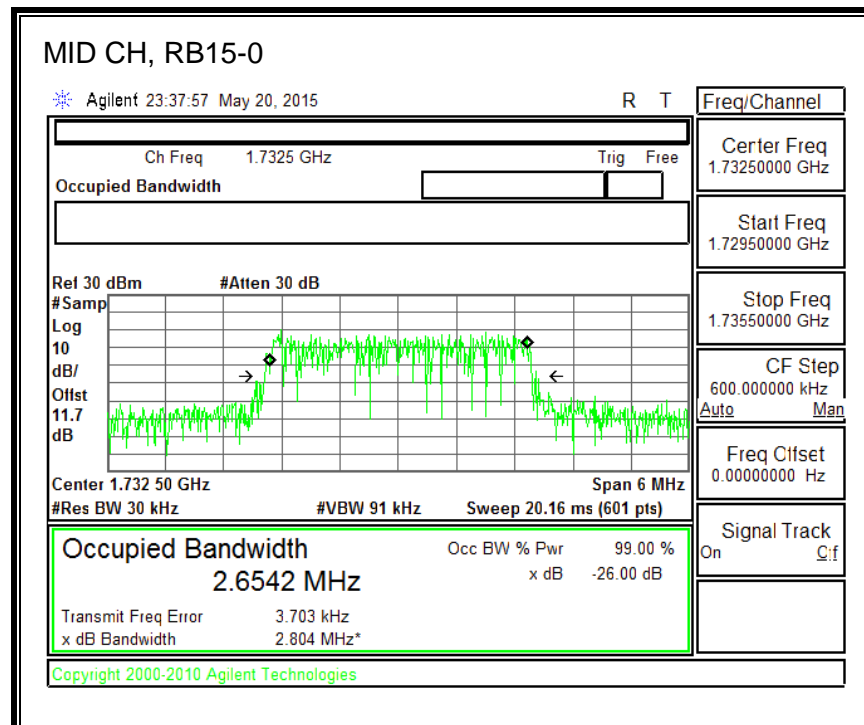 MID CH, RB15-0
Agilent 23:37:57 May 20, 2015 R T
Freq/Channel
Ch Freq 1.7325 GHz Trig Free
Occupied Bandwidth
Center Freq
1.73250000 GHz
Start Freq
1.72950000 GHz
Stop Freq
1.73550000 GHz
CF Step
600.000000 kHz
Auto Man
Freq Offset
0.00000000 Hz
Signal Track
On Off
Ref 30 dBm #Atten 30 dB
#Samp
Log
10
dB/
Offst
11.7
dB
Center 1.732 50 GHz Span 6 MHz
#Res BW 30 kHz #VBW 91 kHz Sweep 20.16 ms (601 pts)
Occupied Bandwidth Occ BW % Pwr 99.00 %
2.6542 MHz x dB -26.00 dB
Transmit Freq Error 3.703 kHz
x dB Bandwidth 2.804 MHz*
Copyright 2000-2010 Agilent Technologies